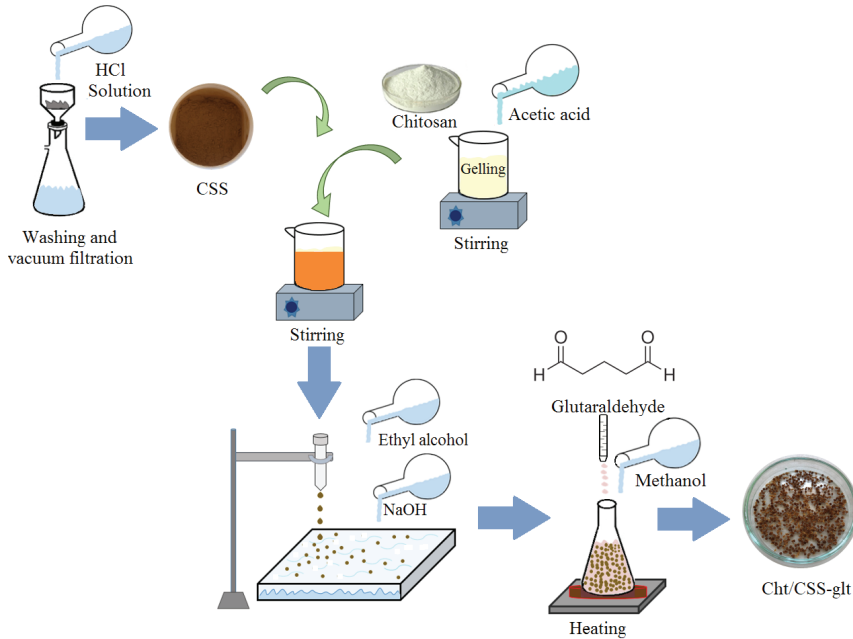 HCl
Solution
CSS
Washing and
vacuum filtration
Chitosan
Acetic acid
Gelling
Stirring
Stirring
Ethyl alcohol
NaOH
O
O
H
H
Glutaraldehyde
Methanol
Heating
Cht/CSS-glt